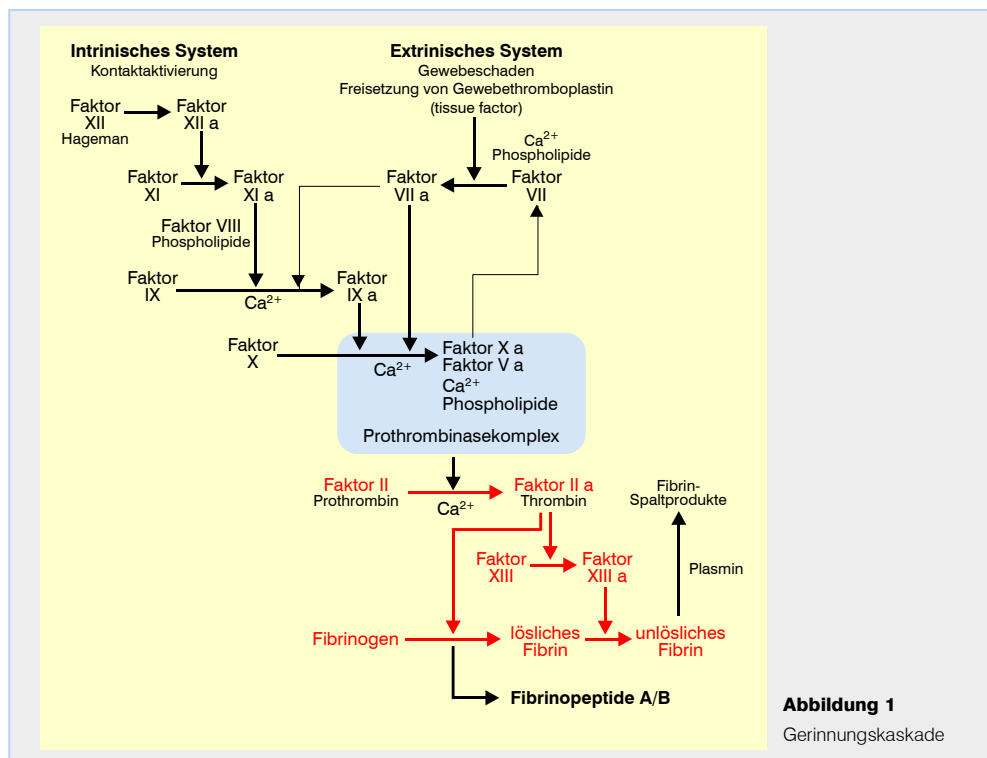 Intrinisches System
Kontaktaktivierung
Extrinisches System
Gewebeschaden
Freisetzung von Gewebethromboplastin
(tissue factor)
Faktor
XII
Hageman
Faktor
XII a
Ca²⁺
Phospholipide
Faktor
XI
Faktor
XI a
Faktor
VII a
Faktor
VII
Faktor VIII
Phospholipide
Faktor
IX
Ca²⁺
Faktor
IX a
Faktor
X
Ca²⁺
Faktor X a
Faktor V a
Ca²⁺
Phospholipide
Prothrombinasekomplex
Faktor II
Prothrombin
Ca²⁺
Faktor II a
Thrombin
Fibrin-
Spaltprodukte
Faktor
XIII
Faktor
XIII a
Plasmin
Fibrinogen
lösliches
Fibrin
unlösliches
Fibrin
Fibrinopeptide A/B
Abbildung 1
Gerinnungskaskade